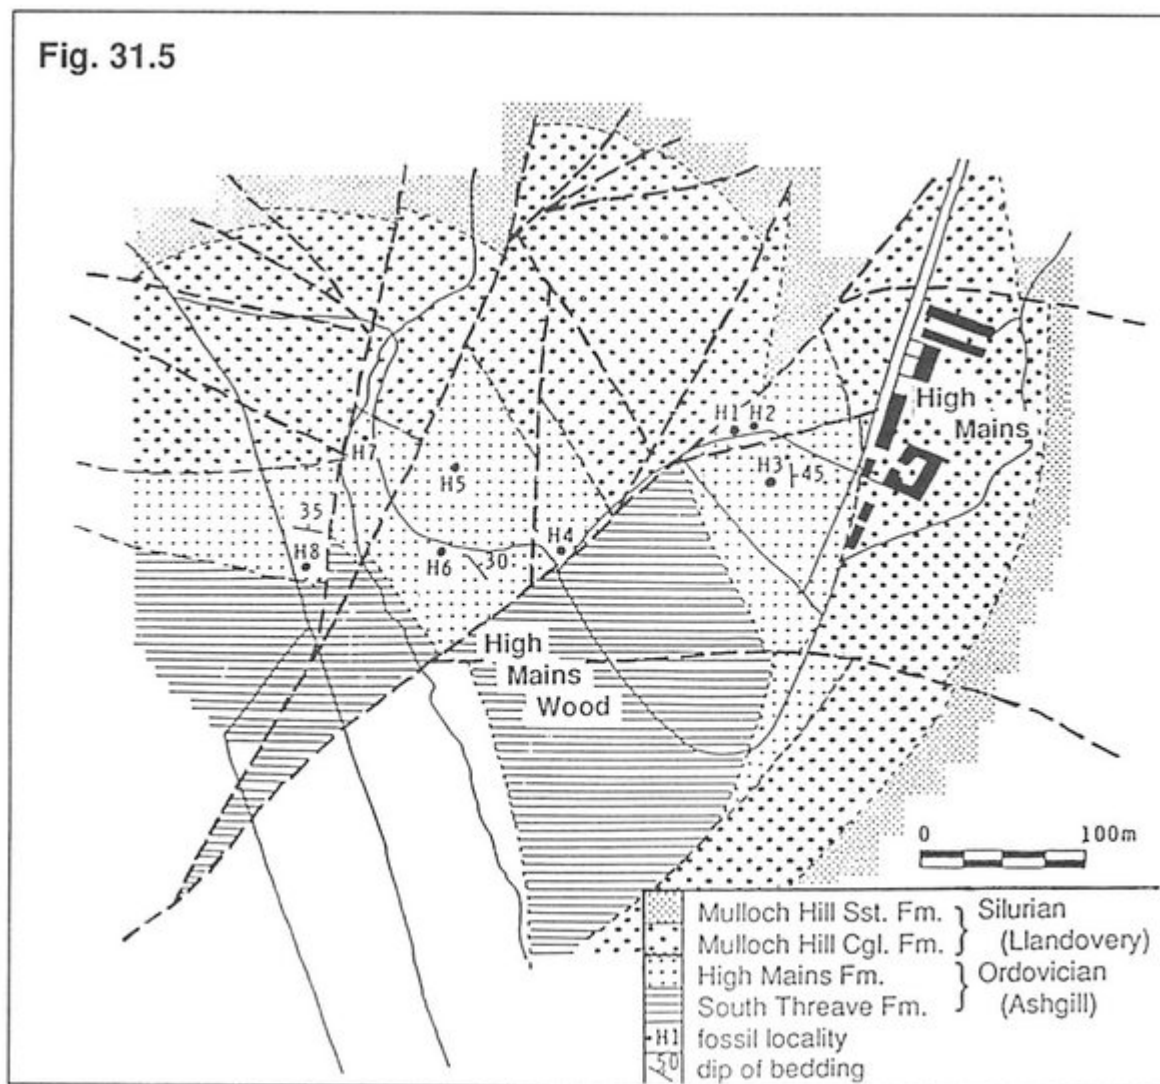 Fig. 31.5
H1 H2
High
Mains
H3 45
H7
H5
35
H4
H8
H6 30
High
Mains
Wood
0 100m
Mulloch Hill Sst. Fm. } Silurian
Mulloch Hill Cgl. Fm. (Llandovery)
High Mains Fm. } Ordovician
South Threave Fm. (Ashgill)
H1 fossil locality
50 dip of bedding